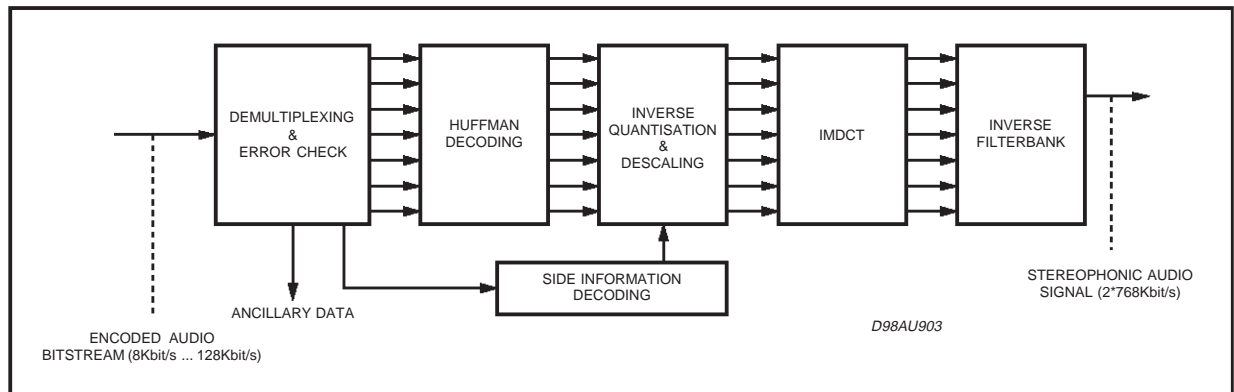 DEMULTIPLEXING
&
ERROR CHECK
HUFFMAN
DECODING
INVERSE
QUANTISATION
&
DESCALING
IMDCT
INVERSE
FILTERBANK
SIDE INFORMATION
DECODING
ANCILLARY DATA
ENCODED AUDIO
BITSTREAM (8Kbit/s ... 128Kbit/s)
STEREOPHONIC AUDIO
SIGNAL (2*768Kbit/s)
D98AU903